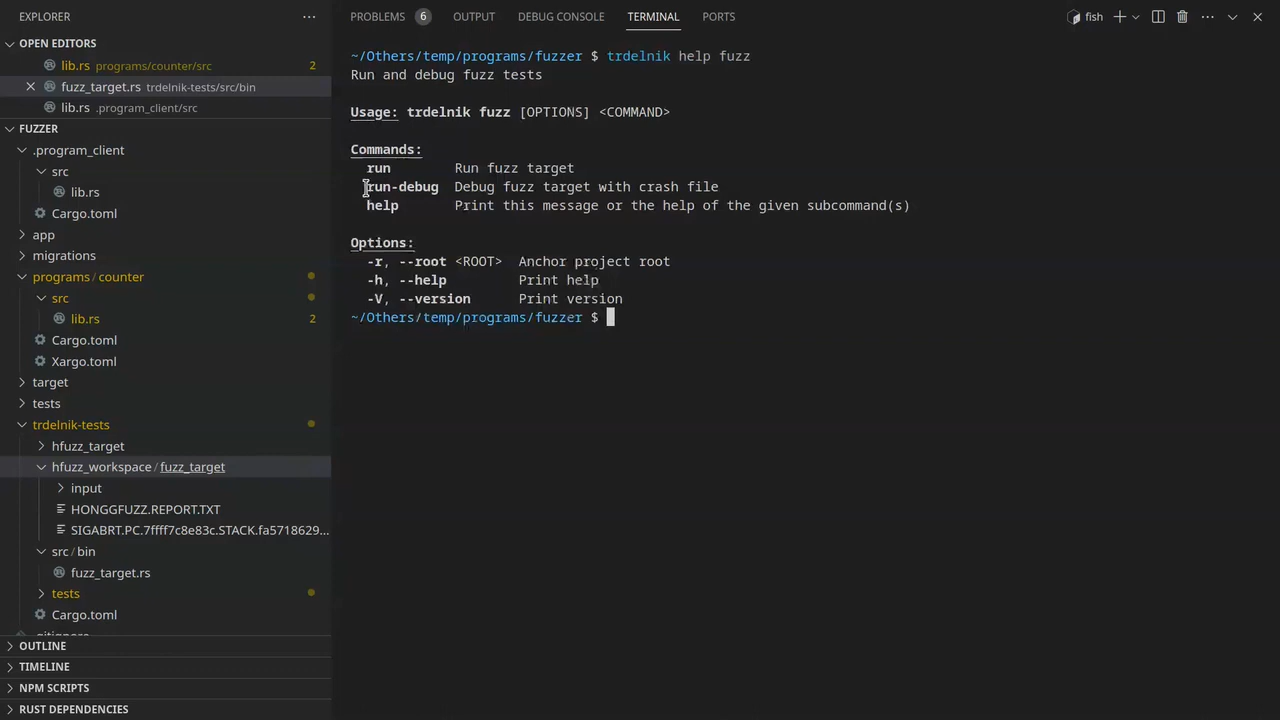 EXPLORER
OPEN EDITORS
lib.rs programs/counter/src 2
fuzz_target.rs trdelnik-tests/src/bin
lib.rs .program_client/src
FUZZER
.program_client
src
lib.rs
Cargo.toml
app
migrations
programs / counter
src
lib.rs 2
Cargo.toml
Xargo.toml
target
tests
trdelnik-tests
hfuzz_target
hfuzz_workspace / fuzz_target
input
HONGGFUZZ.REPORT.TXT
SIGABRT.PC.7ffff7c8e83c.STACK.fa5718629...
src / bin
fuzz_target.rs
tests
Cargo.toml
.gitignore
OUTLINE
TIMELINE
NPM SCRIPTS
RUST DEPENDENCIES
PROBLEMS 6 OUTPUT DEBUG CONSOLE TERMINAL PORTS
fish
~/Others/temp/programs/fuzzer $ trdelnik help fuzz
Run and debug fuzz tests
Usage: trdelnik fuzz [OPTIONS] <COMMAND>
Commands:
run Run fuzz target
run-debug Debug fuzz target with crash file
help Print this message or the help of the given subcommand(s)
Options:
-r, --root <ROOT> Anchor project root
-h, --help Print help
-V, --version Print version
~/Others/temp/programs/fuzzer $